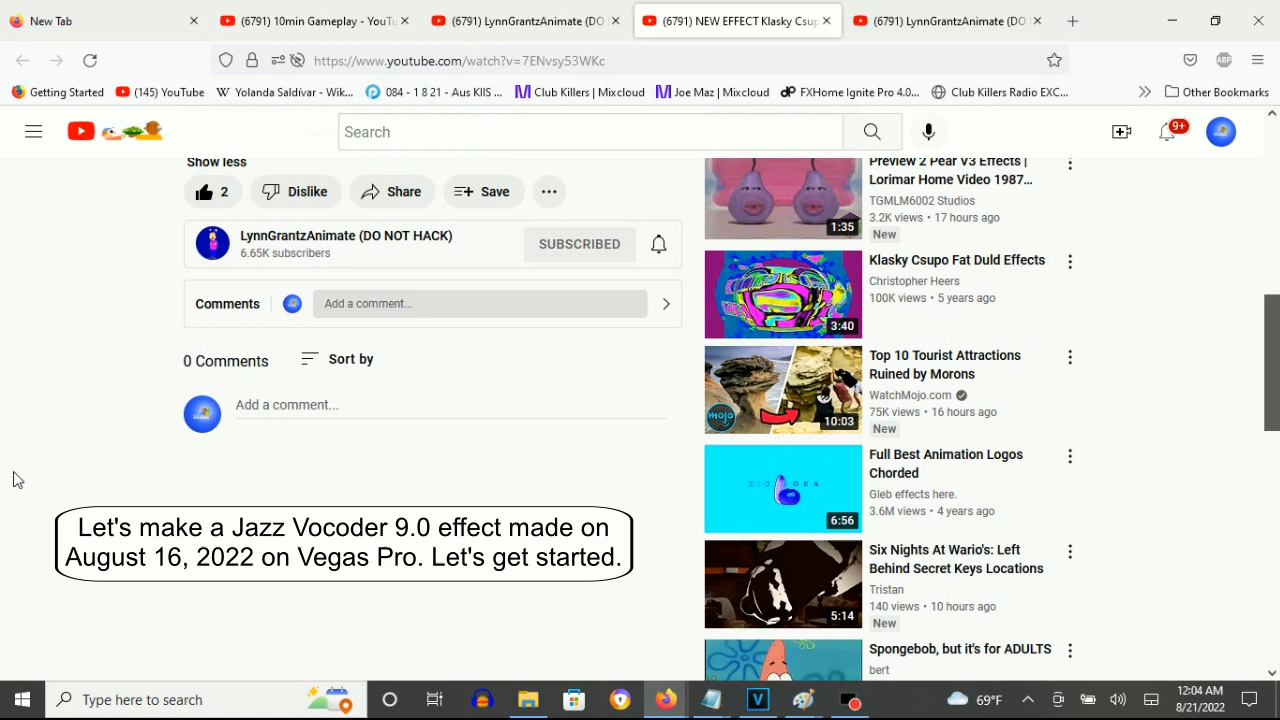 New Tab
(6791) 10min Gameplay - YouTu
(6791) LynnGrantzAnimate (DO
(6791) NEW EFFECT Klasky Csup
(6791) LynnGrantzAnimate (DO
https://www.youtube.com/watch?v=7ENvsy53WKc
ABP
Getting Started
(145) YouTube
Yolanda Saldívar - Wik...
084 - 1 8 21 - Aus KIIS ...
Club Killers | Mixcloud
Joe Maz | Mixcloud
FXHome Ignite Pro 4.0...
Club Killers Radio EXC...
Other Bookmarks
Search
9+
Show less
2
Dislike
Share
Save
LynnGrantzAnimate (DO NOT HACK)
6.65K subscribers
SUBSCRIBED
Comments
Add a comment...
0 Comments
Sort by
Add a comment...
Let's make a Jazz Vocoder 9.0 effect made on
August 16, 2022 on Vegas Pro. Let's get started.
Preview 2 Pear V3 Effects |
Lorimar Home Video 1987...
TGMLM6002 Studios
3.2K views • 17 hours ago
New
1:35
Klasky Csupo Fat Duld Effects
Christopher Heers
100K views • 5 years ago
3:40
Top 10 Tourist Attractions
Ruined by Morons
WatchMojo.com
75K views • 16 hours ago
New
mojo
10:03
Full Best Animation Logos
Chorded
Gleb effects here.
3.6M views • 4 years ago
6:56
Six Nights At Wario's: Left
Behind Secret Keys Locations
Tristan
140 views • 10 hours ago
New
5:14
Spongebob, but it's for ADULTS
bert
Type here to search
69°F
12:04 AM
8/21/2022